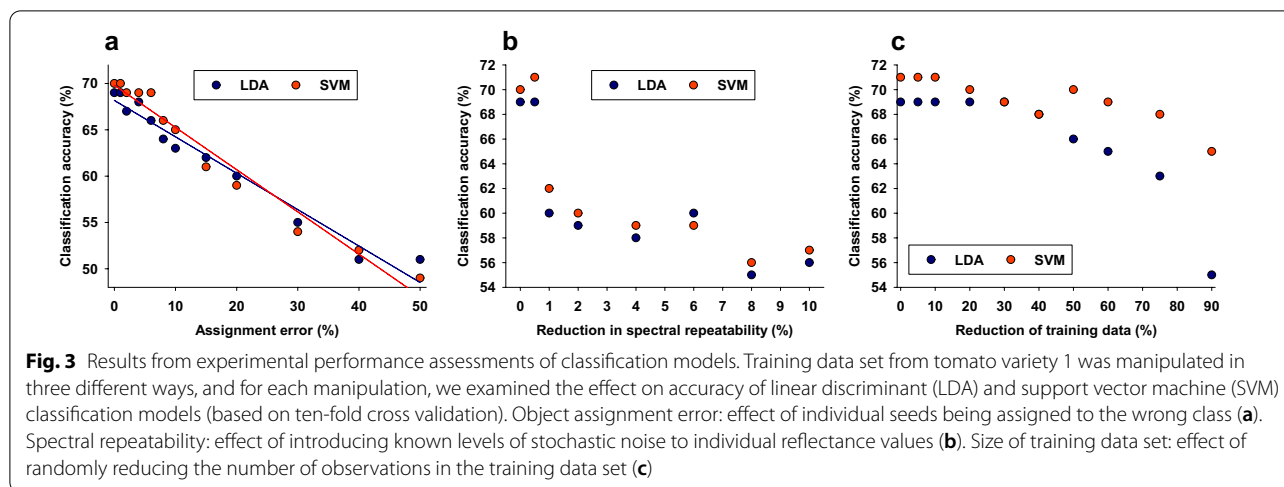 a
b
c
LDA SVM
LDA SVM
LDA SVM
Classification accuracy (%)
70
65
60
55
50
0 10 20 30 40 50
Assignment error (%)
Classification accuracy (%)
72
70
68
66
64
62
60
58
56
54
0 1 2 3 4 5 6 7 8 9 10
Reduction in spectral repeatability (%)
Classification accuracy (%)
72
70
68
66
64
62
60
58
56
54
0 10 20 30 40 50 60 70 80 90
Reduction of training data (%)
Fig. 3 Results from experimental performance assessments of classification models. Training data set from tomato variety 1 was manipulated in
three different ways, and for each manipulation, we examined the effect on accuracy of linear discriminant (LDA) and support vector machine (SVM)
classification models (based on ten-fold cross validation). Object assignment error: effect of individual seeds being assigned to the wrong class (a).
Spectral repeatability: effect of introducing known levels of stochastic noise to individual reflectance values (b). Size of training data set: effect of
randomly reducing the number of observations in the training data set (c)